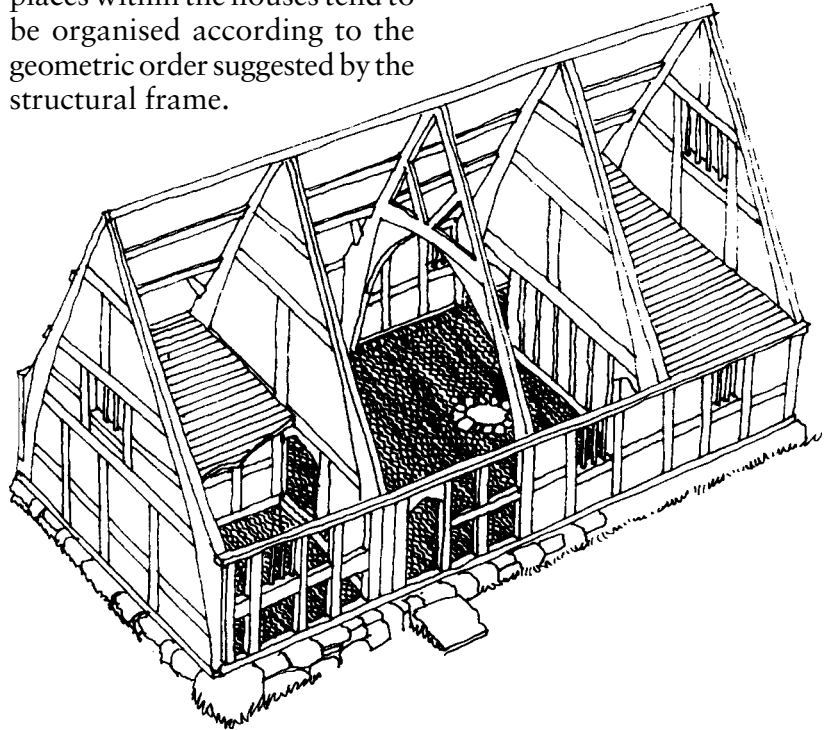 places within the houses tend to
be organised according to the
geometric order suggested by the
structural frame.